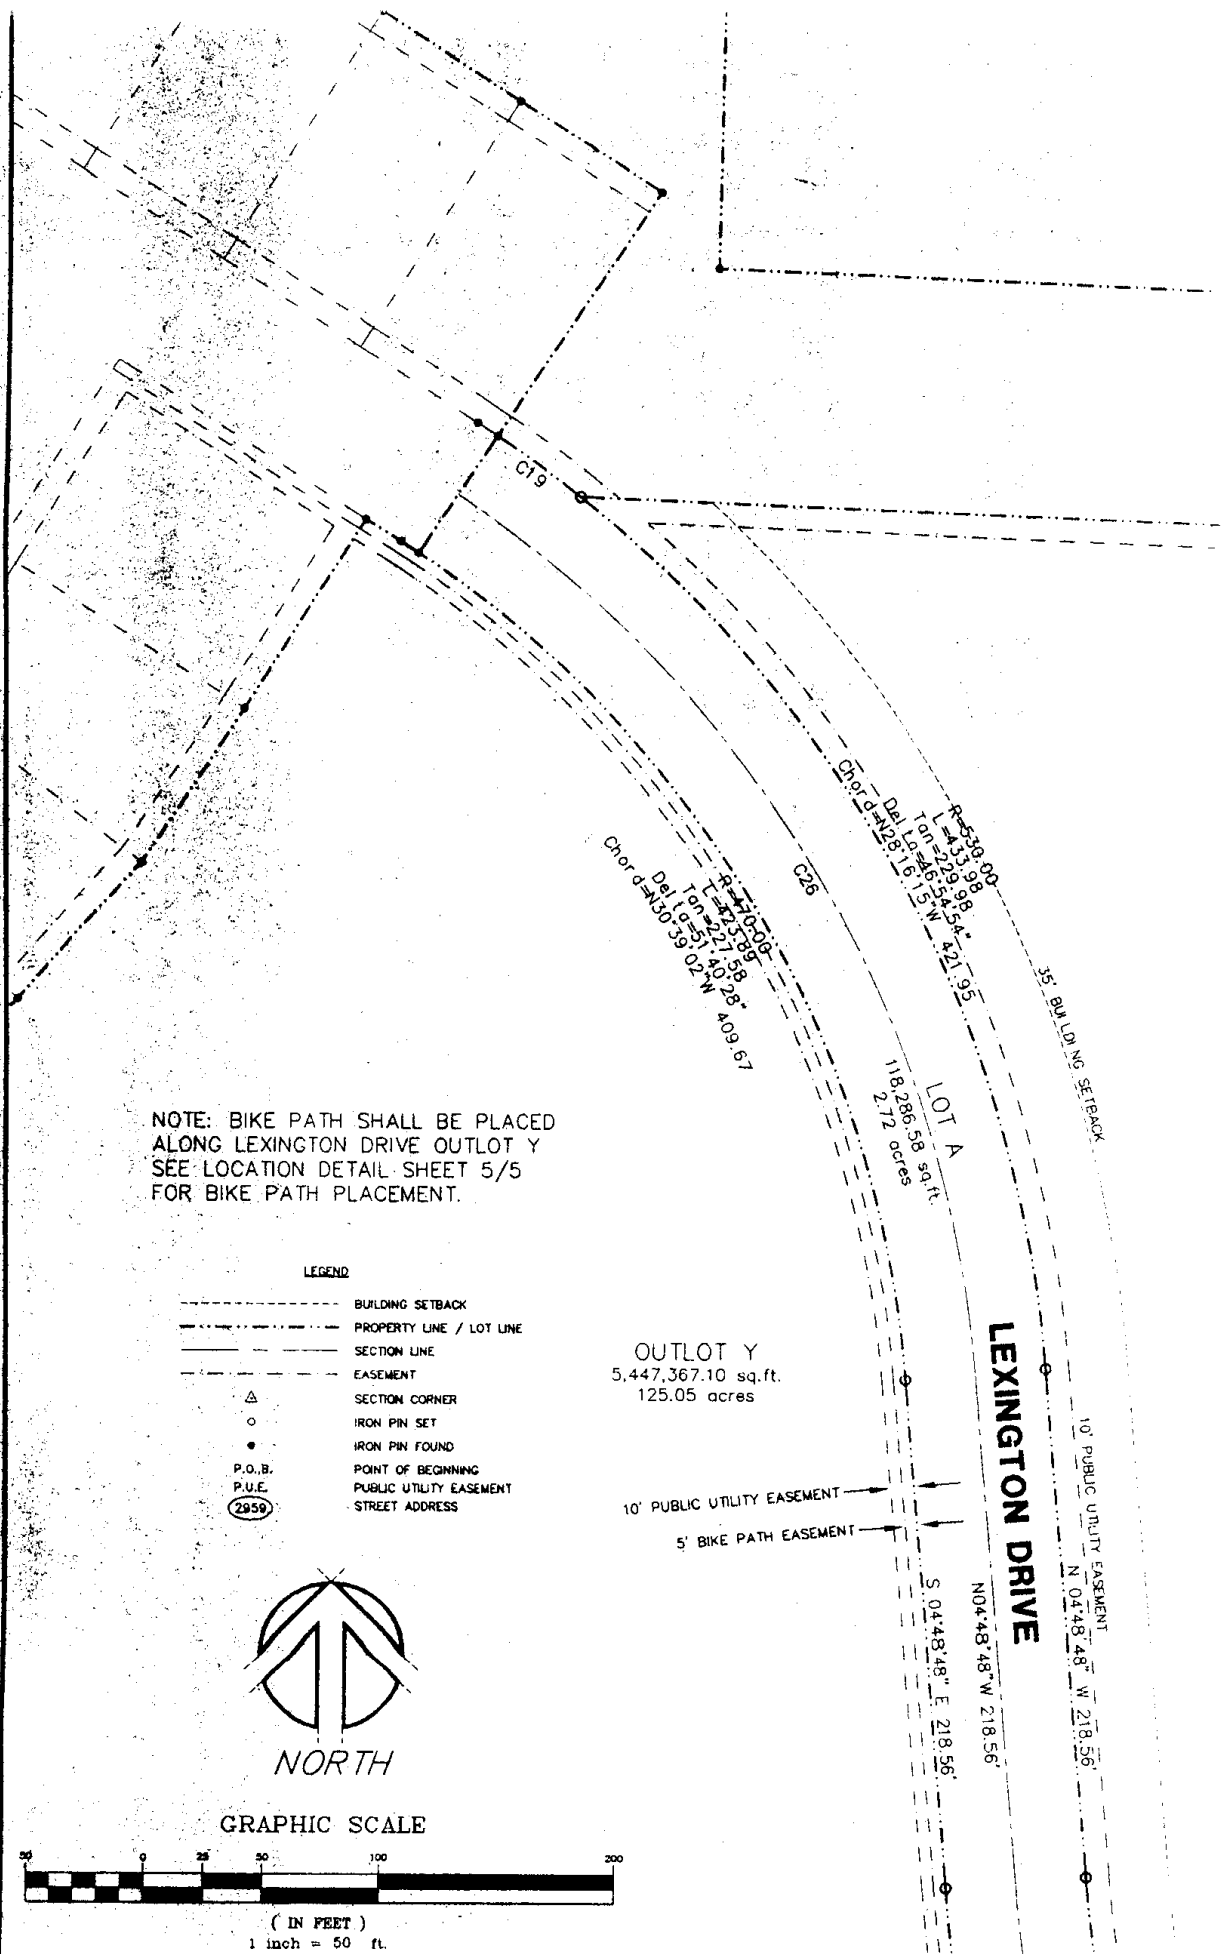 C19
R=530.00
L=433.98
Tan=229.98
Delta=46°54'54"
Chord=N28°16'15"W 421.95
C26
R=470.00
L=423.89
Tan=227.58
Delta=51°40'28"
Chord=N30°39'02"W 409.67
35' BUILDING SETBACK
LOT A
118,286.58 sq.ft.
2.72 acres
NOTE: BIKE PATH SHALL BE PLACED
ALONG LEXINGTON DRIVE OUTLOT Y
SEE LOCATION DETAIL SHEET 5/5
FOR BIKE PATH PLACEMENT.
LEGEND
BUILDING SETBACK
PROPERTY LINE / LOT LINE
SECTION LINE
EASEMENT
SECTION CORNER
IRON PIN SET
IRON PIN FOUND
P.O.B. POINT OF BEGINNING
P.U.E. PUBLIC UTILITY EASEMENT
2959 STREET ADDRESS
OUTLOT Y
5,447,367.10 sq.ft.
125.05 acres
LEXINGTON DRIVE
10' PUBLIC UTILITY EASEMENT
5' BIKE PATH EASEMENT
10' PUBLIC UTILITY EASEMENT
S 04°48'48" E 218.56'
N04°48'48"W 218.56'
N 04°48'48" W 218.56'
NORTH
GRAPHIC SCALE
50 0 25 50 100 200
( IN FEET )
1 inch = 50 ft.